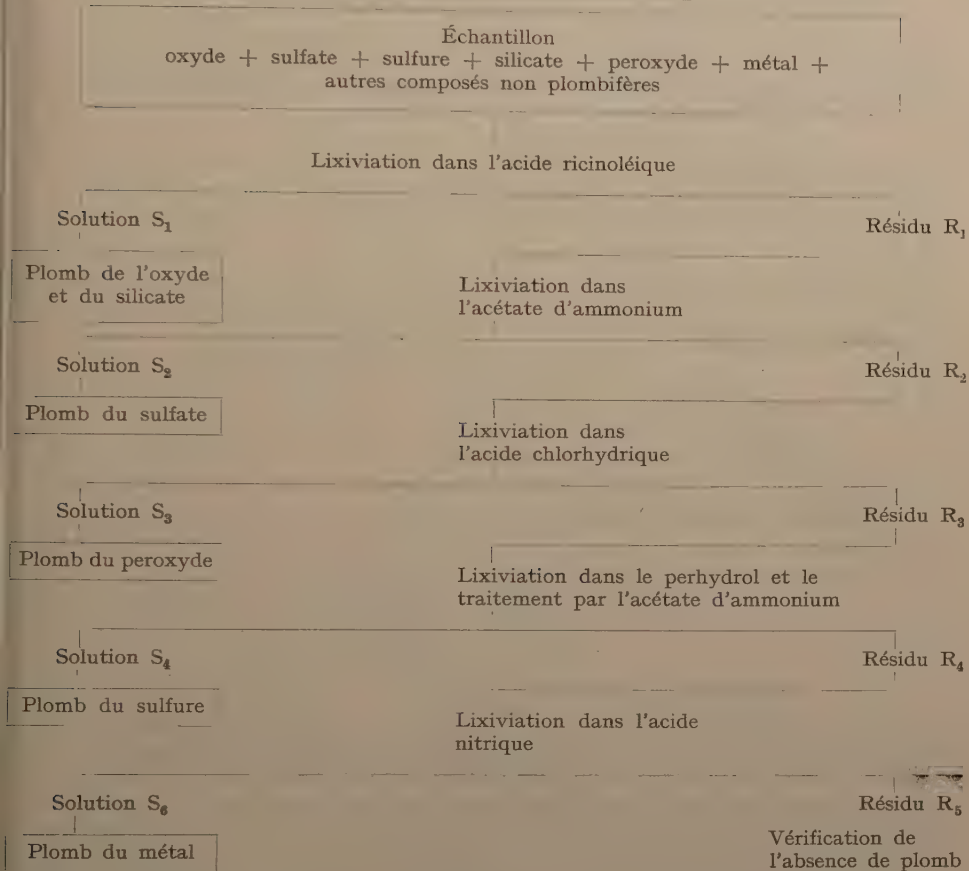 Échantillon
oxyde + sulfate + sulfure + silicate + peroxyde + métal +
autres composés non plombifères
Lixiviation dans l'acide ricinoléique
Solution S₁
Résidu R₁
Plomb de l'oxyde
et du silicate
Lixiviation dans
l'acétate d'ammonium
Solution S₂
Résidu R₂
Plomb du sulfate
Lixiviation dans
l'acide chlorhydrique
Solution S₃
Résidu R₃
Plomb du peroxyde
Lixiviation dans le perhydrol et le
traitement par l'acétate d'ammonium
Solution S₄
Résidu R₄
Plomb du sulfure
Lixiviation dans l'acide
nitrique
Solution S₆
Résidu R₅
Plomb du métal
Vérification de
l'absence de plomb